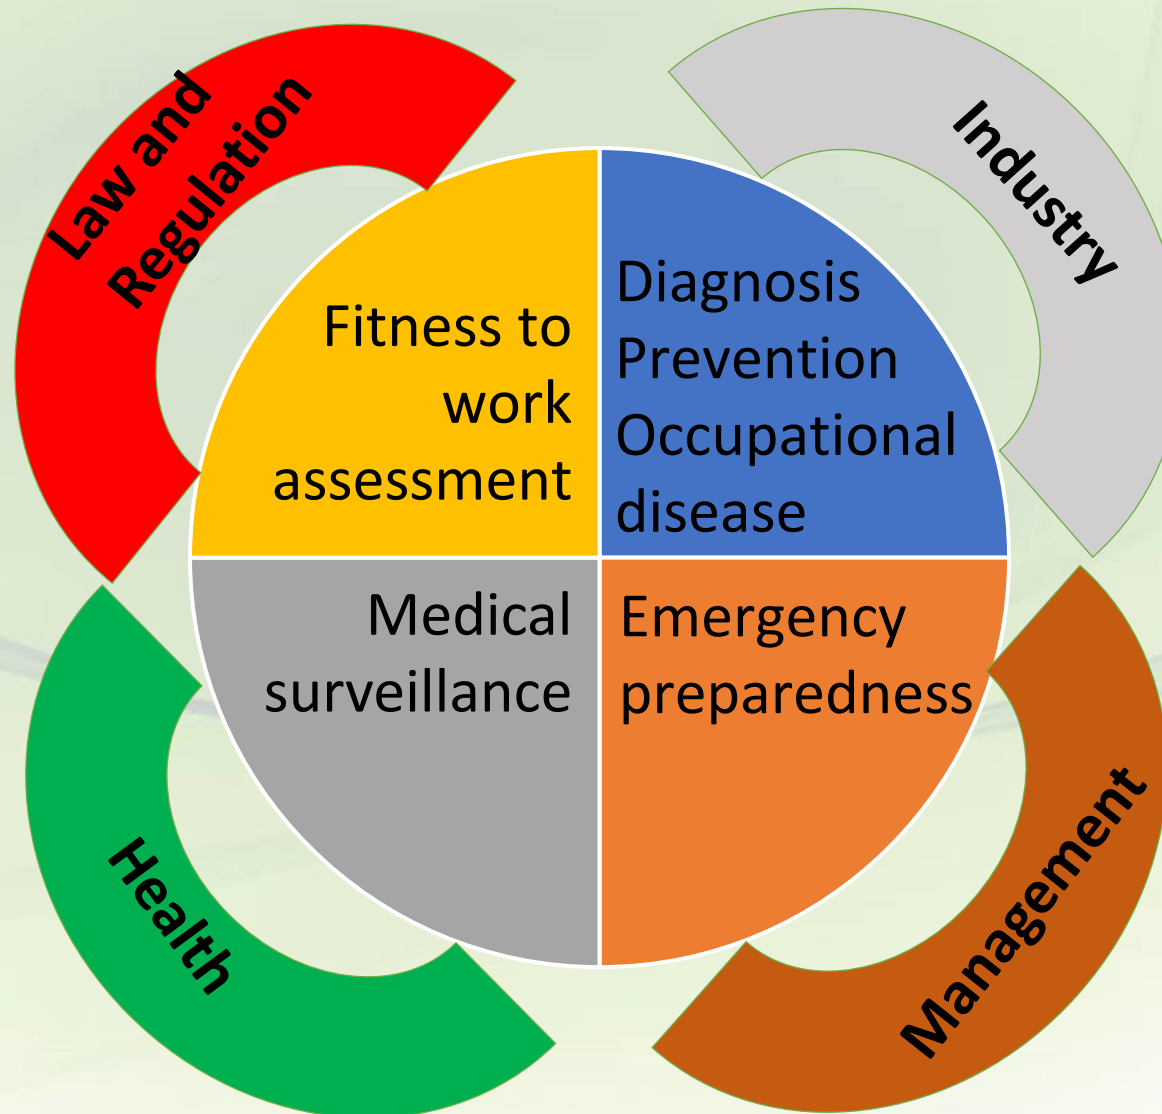 Law and
Regulation
Industry
Fitness to
work
assessment
Diagnosis
Prevention
Occupational
disease
Medical
surveillance
Emergency
preparedness
Health
Management